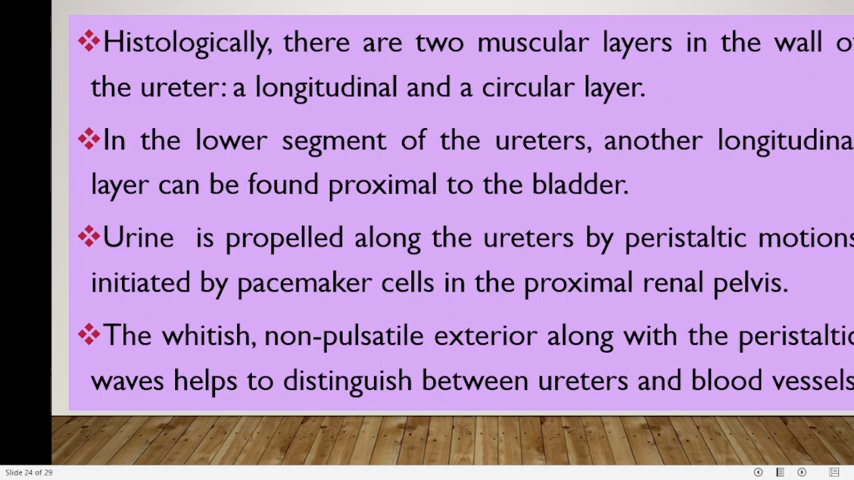 ❖Histologically, there are two muscular layers in the wall of
the ureter: a longitudinal and a circular layer.
❖In the lower segment of the ureters, another longitudinal
layer can be found proximal to the bladder.
❖Urine is propelled along the ureters by peristaltic motions
initiated by pacemaker cells in the proximal renal pelvis.
❖The whitish, non-pulsatile exterior along with the peristaltic
waves helps to distinguish between ureters and blood vessels
Slide 24 of 29